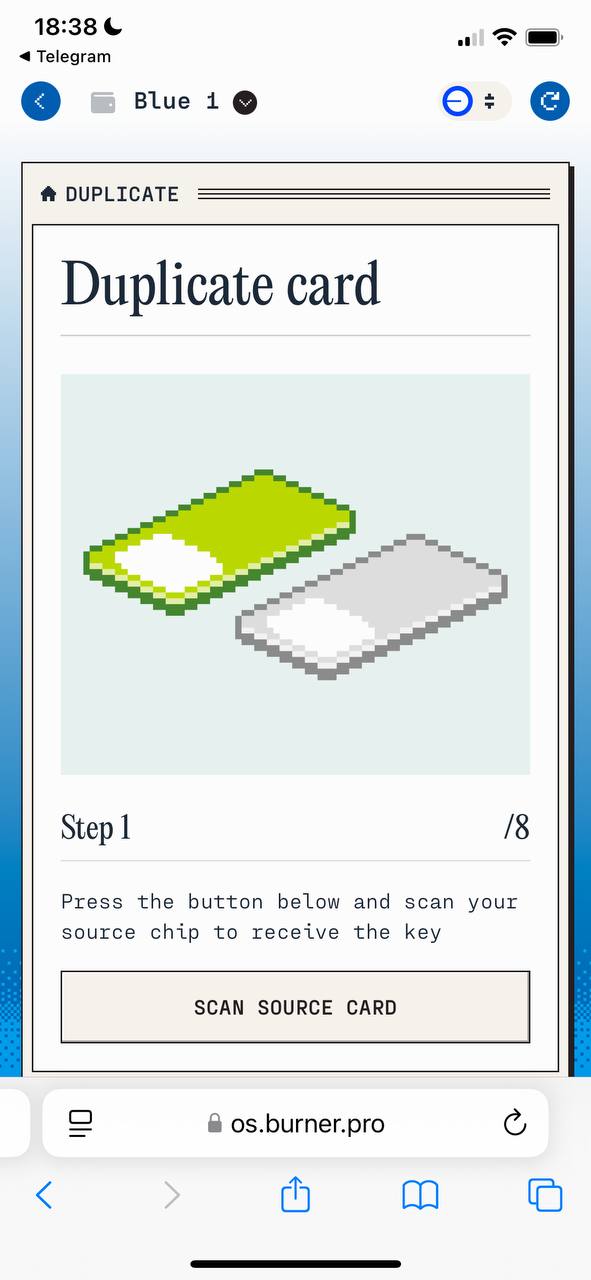 18:38
Telegram
Blue 1
DUPLICATE
Duplicate card
Step 1 /8
Press the button below and scan your
source chip to receive the key
SCAN SOURCE CARD
os.burner.pro